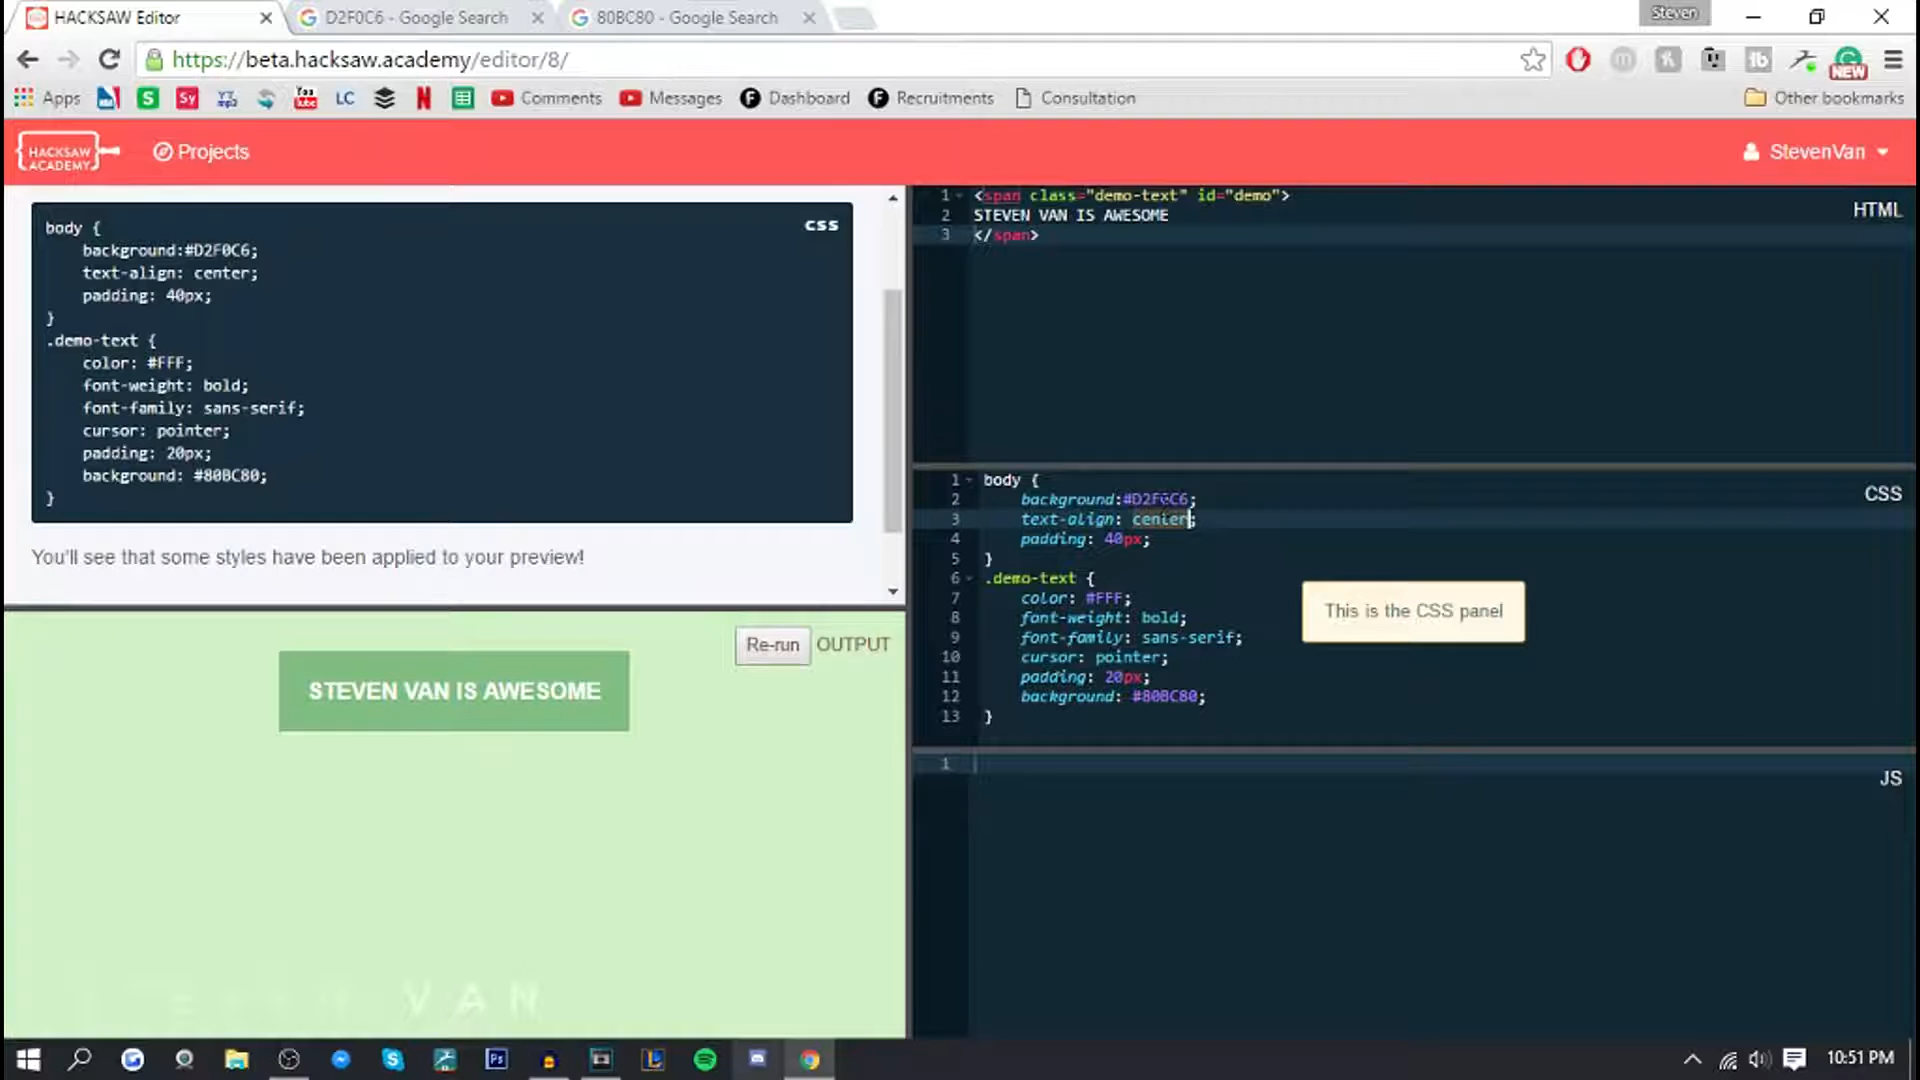 HACKSAW Editor
D2F0C6 - Google Search
80BC80 - Google Search
Steven
https://beta.hacksaw.academy/editor/8/
NEW
Apps
S
Sy
You Tube
LC
Comments
Messages
Dashboard
Recruitments
Consultation
Other bookmarks
HACKSAW ACADEMY
Projects
StevenVan
CSS
body {
background:#D2F0C6;
text-align: center;
padding: 40px;
}
.demo-text {
color: #FFF;
font-weight: bold;
font-family: sans-serif;
cursor: pointer;
padding: 20px;
background: #80BC80;
}
You'll see that some styles have been applied to your preview!
Re-run OUTPUT
STEVEN VAN IS AWESOME
VAN
HTML
1 <span class="demo-text" id="demo">
2 STEVEN VAN IS AWESOME
3 </span>
CSS
1 body {
2 background:#D2F0C6;
3 text-align: center;
4 padding: 40px;
5 }
6 .demo-text {
7 color: #FFF;
8 font-weight: bold;
9 font-family: sans-serif;
10 cursor: pointer;
11 padding: 20px;
12 background: #80BC80;
13 }
This is the CSS panel
1
JS
Ps
10:51 PM